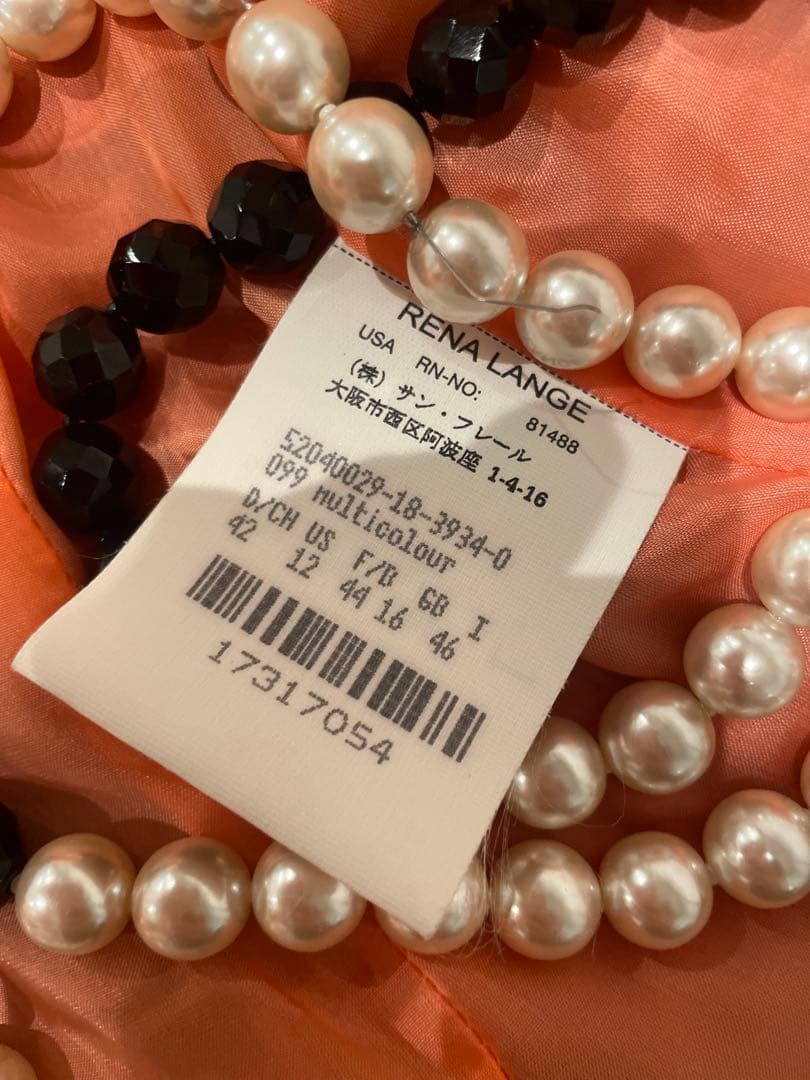 RENA LANGE
USA RN-NO: 81488
(株) サン・フレール
大阪市西区阿波座 1-4-16
52040029-18-3934-0
099 multicolour
D/CH US F/B GB I
42 12 44 16 46
17317054